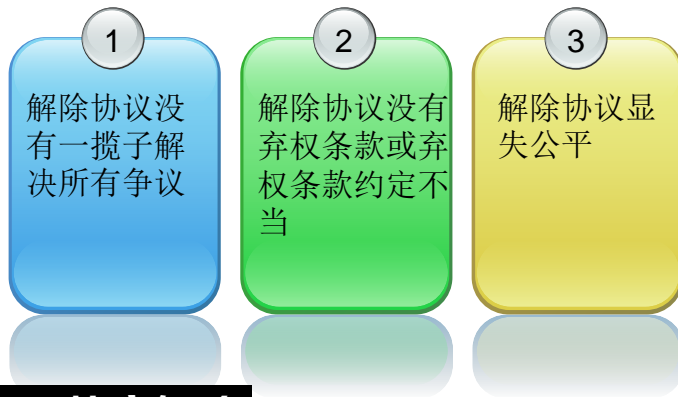 1
解除协议没
有一揽子解
决所有争议
2
解除协议没有
弃权条款或弃
权条款约定不
当
3
解除协议显
失公平